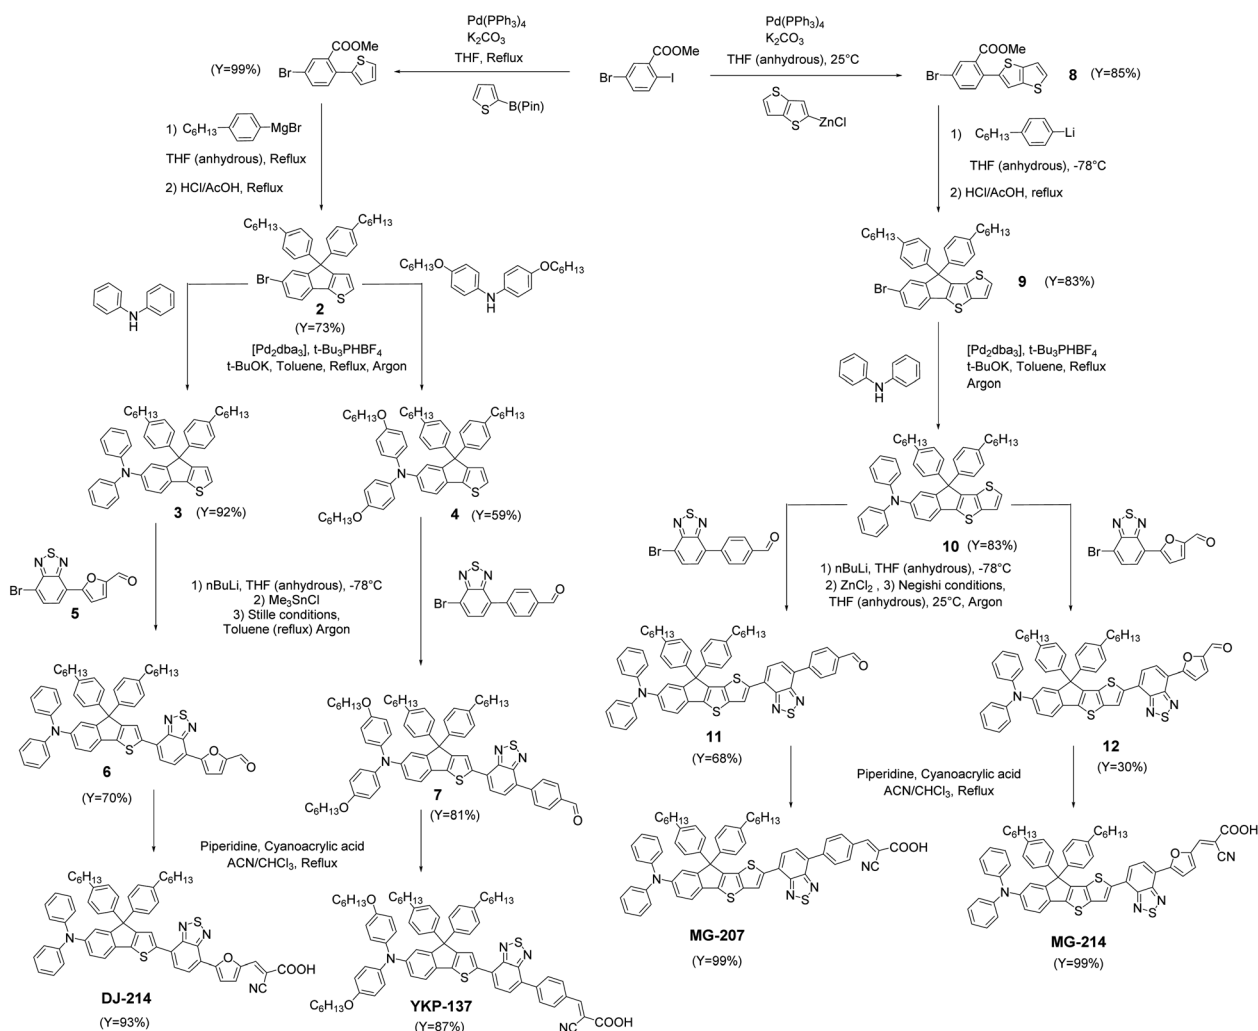 Pd(PPh3)4
K2CO3
THF, Reflux
B(Pin)
S
COOMe
Br
S
(Y=99%)
COOMe
Br
I
Pd(PPh3)4
K2CO3
THF (anhydrous), 25°C
S
S
ZnCl
COOMe
Br
S
S
8 (Y=85%)
1) C6H13 MgBr
THF (anhydrous), Reflux
2) HCl/AcOH, Reflux
1) C6H13 Li
THF (anhydrous), -78°C
2) HCl/AcOH, reflux
C6H13 C6H13
Br
S
2
(Y=73%)
N
H
C6H13O OC6H13
N
H
[Pd2dba3], t-Bu3PHBF4
t-BuOK, Toluene, Reflux, Argon
C6H13 C6H13
S
Br
S
9 (Y=83%)
N
H
[Pd2dba3], t-Bu3PHBF4
t-BuOK, Toluene, Reflux
Argon
C6H13 C6H13
N
S
3 (Y=92%)
C6H13O C6H13 C6H13
N
S
C6H13O
4 (Y=59%)
C6H13 C6H13
S
N
S
10 (Y=83%)
S
N N
Br
O
O
5
1) nBuLi, THF (anhydrous), -78°C
2) Me3SnCl
3) Stille conditions,
Toluene (reflux) Argon
S
N N
Br
O
S
N N
Br
O
1) nBuLi, THF (anhydrous), -78°C
2) ZnCl2 , 3) Negishi conditions,
THF (anhydrous), 25°C, Argon
S
N N
Br
O
O
C6H13 C6H13
S
N N
N
S
O
O
6
(Y=70%)
C6H13O C6H13 C6H13
S
N N
N
S
C6H13O
O
7
(Y=81%)
C6H13 C6H13
O
S
N
S
N N
S
11
(Y=68%)
C6H13 C6H13
O
O
S
N
S
N N
S
12
(Y=30%)
Piperidine, Cyanoacrylic acid
ACN/CHCl3, Reflux
Piperidine, Cyanoacrylic acid
ACN/CHCl3, Reflux
C6H13 C6H13
S
N N
N
S
O
COOH
NC
DJ-214
(Y=93%)
C6H13O C6H13 C6H13
S
N N
N
S
C6H13O
COOH
NC
YKP-137
(Y=87%)
C6H13 C6H13
COOH
CN
S
N
S
N N
S
MG-207
(Y=99%)
C6H13 C6H13
COOH
CN
O
S
N
S
N N
S
MG-214
(Y=99%)